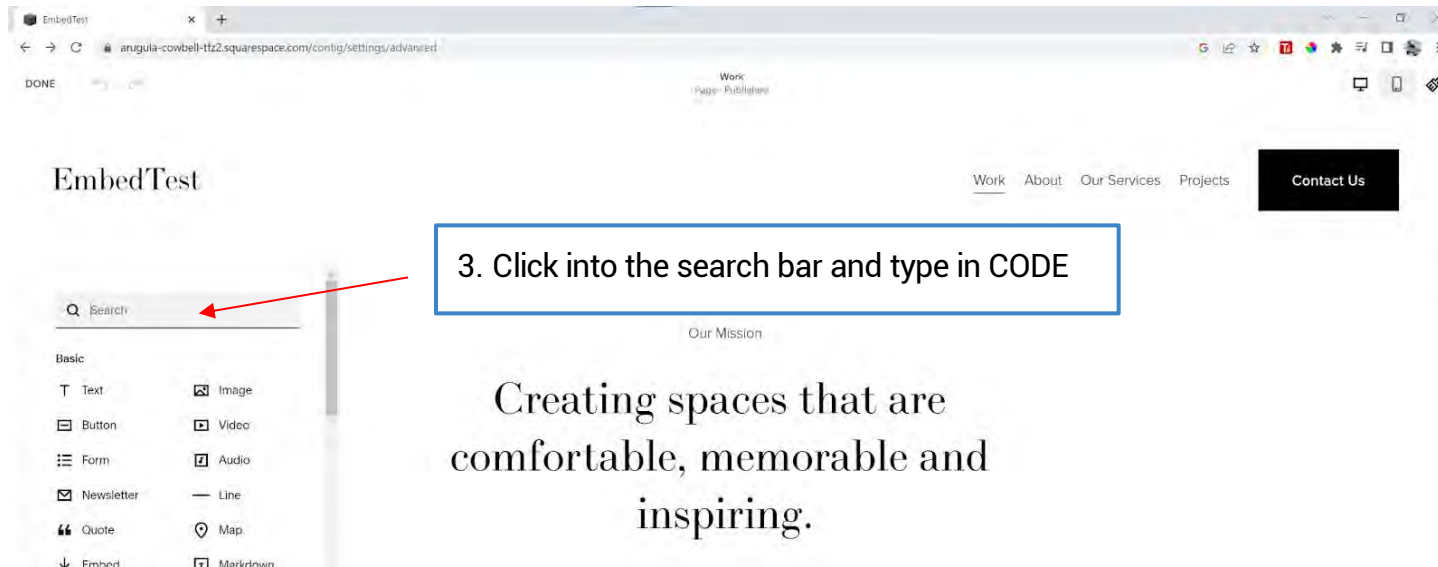 EmbedTest
arugula-cowbell-tfz2.squarespace.com/config/settings/advanced
DONE
Work
Page · Published
EmbedTest
Work About Our Services Projects Contact Us
3. Click into the search bar and type in CODE
Search
Our Mission
Basic
Text Image
Creating spaces that are
Button Video
comfortable, memorable and
Form Audio
Newsletter Line
inspiring.
Quote Map
Embed Markdown